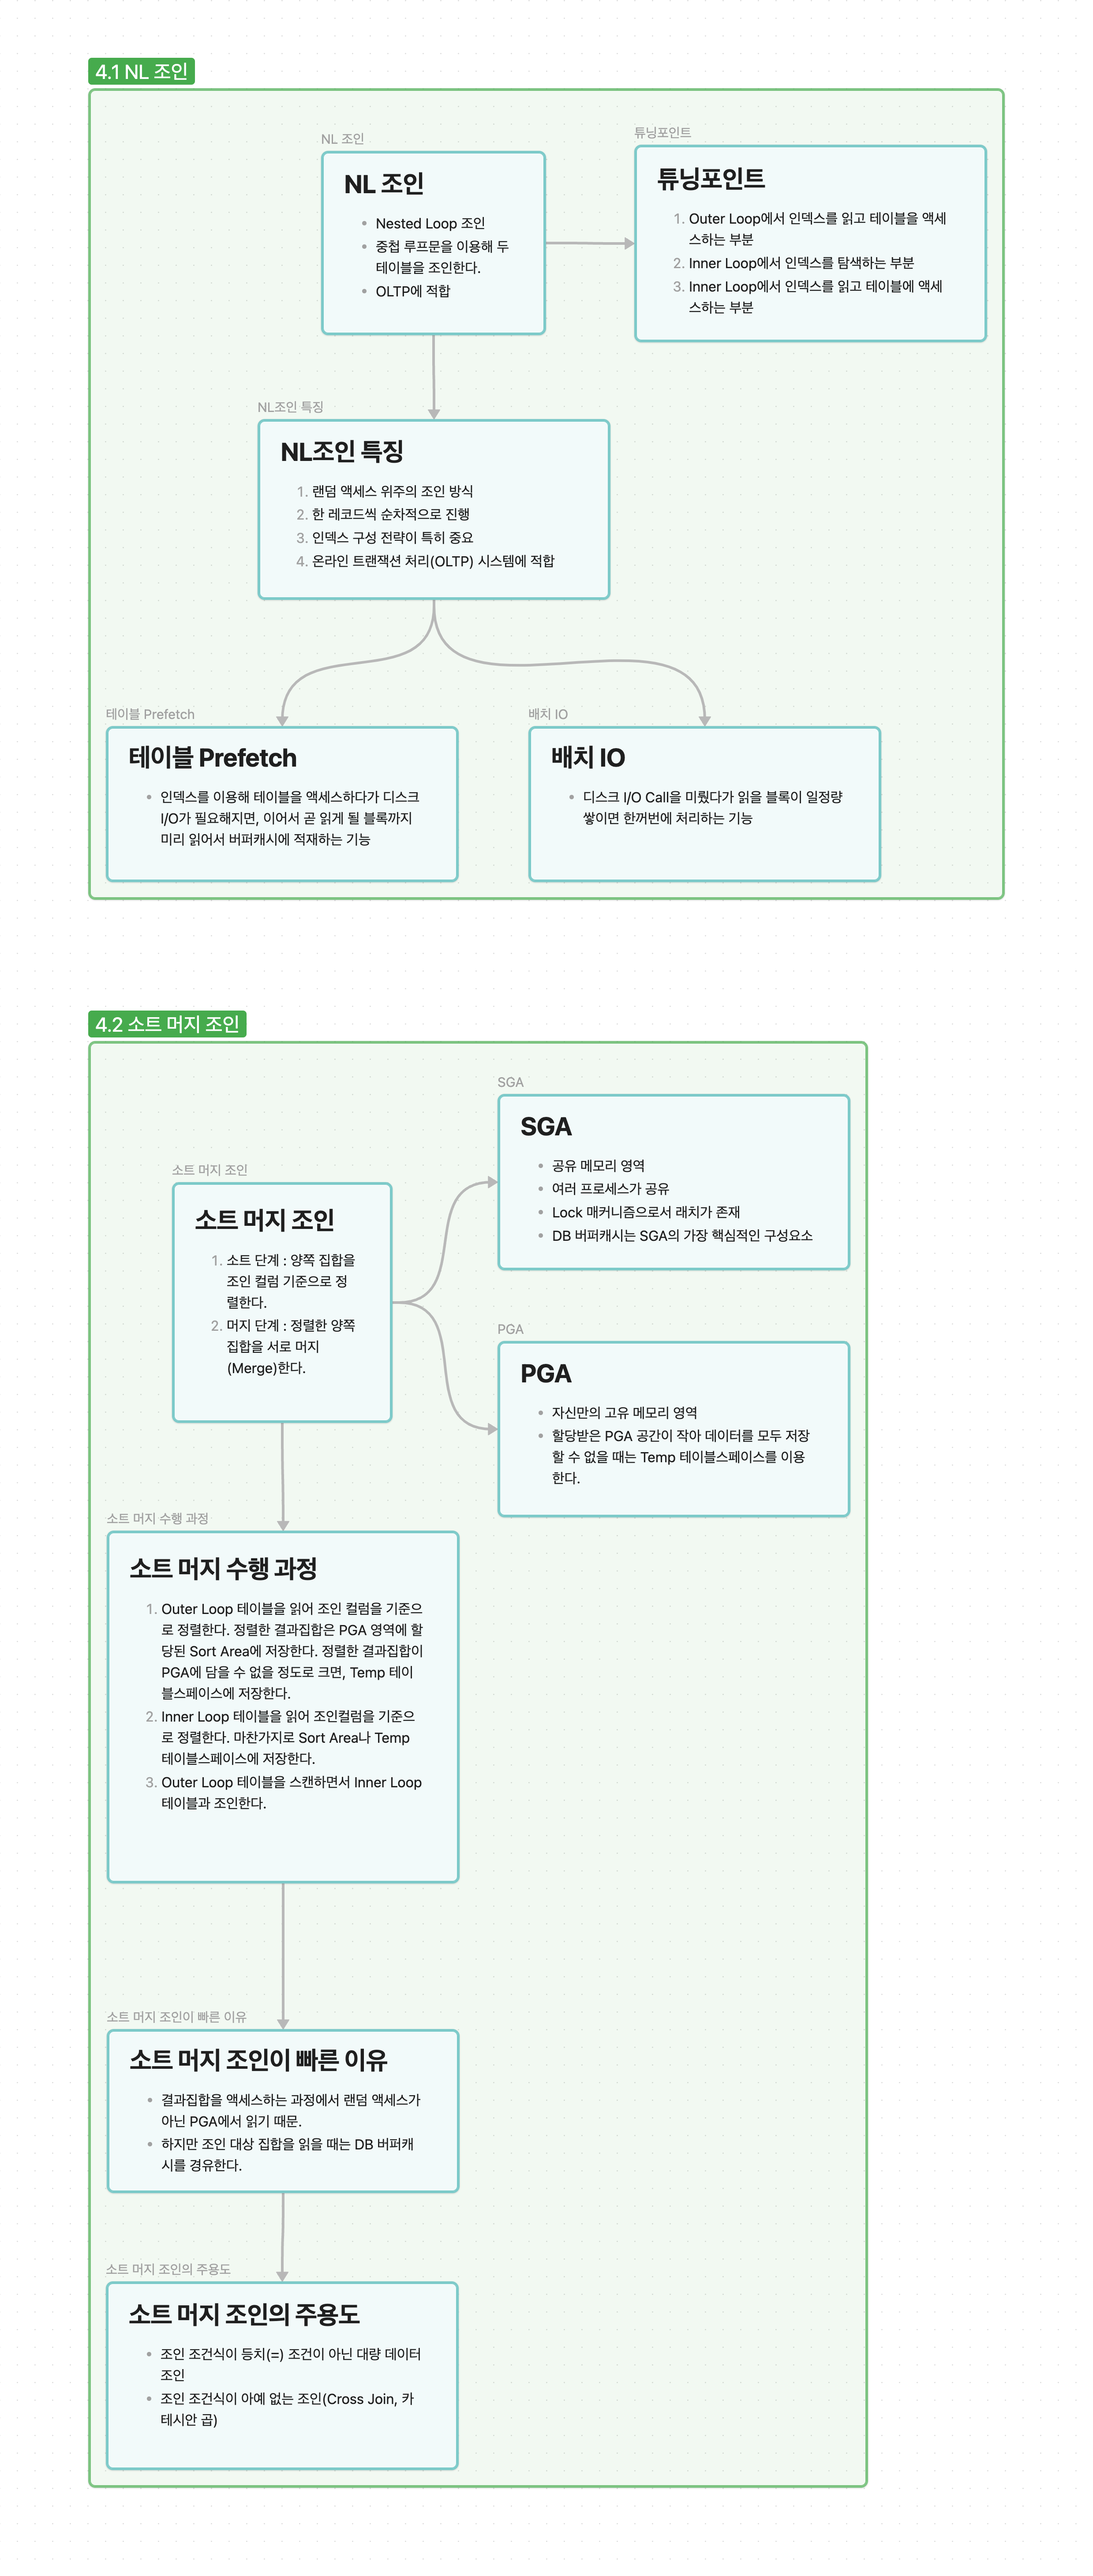 4.1 NL 조인
NL 조인
NL 조인
• Nested Loop 조인
• 중첩 루프문을 이용해 두
테이블을 조인한다.
• OLTP에 적합
튜닝포인트
튜닝포인트
1. Outer Loop에서 인덱스를 읽고 테이블을 액세
스하는 부분
2. Inner Loop에서 인덱스를 탐색하는 부분
3. Inner Loop에서 인덱스를 읽고 테이블에 액세
스하는 부분
NL조인 특징
NL조인 특징
1. 랜덤 액세스 위주의 조인 방식
2. 한 레코드씩 순차적으로 진행
3. 인덱스 구성 전략이 특히 중요
4. 온라인 트랜잭션 처리(OLTP) 시스템에 적합
테이블 Prefetch
테이블 Prefetch
• 인덱스를 이용해 테이블을 액세스하다가 디스크
I/O가 필요해지면, 이어서 곧 읽게 될 블록까지
미리 읽어서 버퍼캐시에 적재하는 기능
배치 IO
배치 IO
• 디스크 I/O Call을 미뤘다가 읽을 블록이 일정량
쌓이면 한꺼번에 처리하는 기능
4.2 소트 머지 조인
SGA
SGA
• 공유 메모리 영역
• 여러 프로세스가 공유
• Lock 매커니즘으로서 래치가 존재
• DB 버퍼캐시는 SGA의 가장 핵심적인 구성요소
소트 머지 조인
소트 머지 조인
1. 소트 단계 : 양쪽 집합을
조인 컬럼 기준으로 정
렬한다.
2. 머지 단계 : 정렬한 양쪽
집합을 서로 머지
(Merge)한다.
PGA
PGA
• 자신만의 고유 메모리 영역
• 할당받은 PGA 공간이 작아 데이터를 모두 저장
할 수 없을 때는 Temp 테이블스페이스를 이용
한다.
소트 머지 수행 과정
소트 머지 수행 과정
1. Outer Loop 테이블을 읽어 조인 컬럼을 기준으
로 정렬한다. 정렬한 결과집합은 PGA 영역에 할
당된 Sort Area에 저장한다. 정렬한 결과집합이
PGA에 담을 수 없을 정도로 크면, Temp 테이
블스페이스에 저장한다.
2. Inner Loop 테이블을 읽어 조인컬럼을 기준으
로 정렬한다. 마찬가지로 Sort Area나 Temp
테이블스페이스에 저장한다.
3. Outer Loop 테이블을 스캔하면서 Inner Loop
테이블과 조인한다.
소트 머지 조인이 빠른 이유
소트 머지 조인이 빠른 이유
• 결과집합을 액세스하는 과정에서 랜덤 액세스가
아닌 PGA에서 읽기 때문.
• 하지만 조인 대상 집합을 읽을 때는 DB 버퍼캐
시를 경유한다.
소트 머지 조인의 주용도
소트 머지 조인의 주용도
• 조인 조건식이 등치(=) 조건이 아닌 대량 데이터
조인
• 조인 조건식이 아예 없는 조인(Cross Join, 카
테시안 곱)